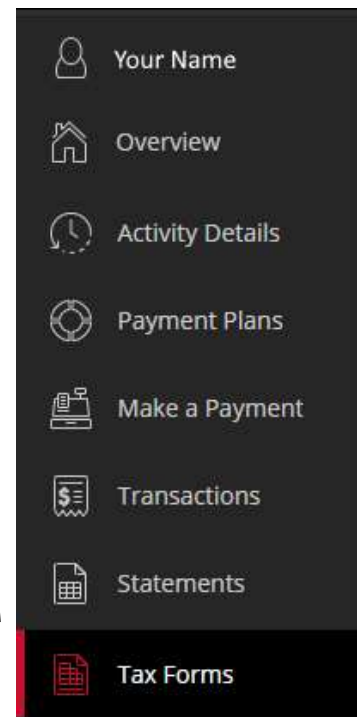 Your Name
Overview
Activity Details
Payment Plans
Make a Payment
Transactions
Statements
Tax Forms